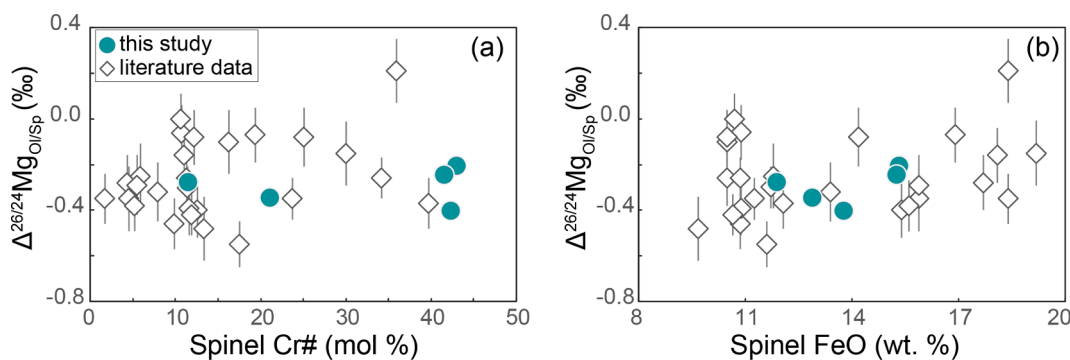 0.4
0.0
-0.4
-0.8
Δ26/24MgOl/Sp (‰)
(a)
this study
literature data
0
10
20
30
40
50
Spinel Cr# (mol %)
0.4
0.0
-0.4
-0.8
Δ26/24MgOl/Sp (‰)
(b)
8
11
14
17
20
Spinel FeO (wt. %)